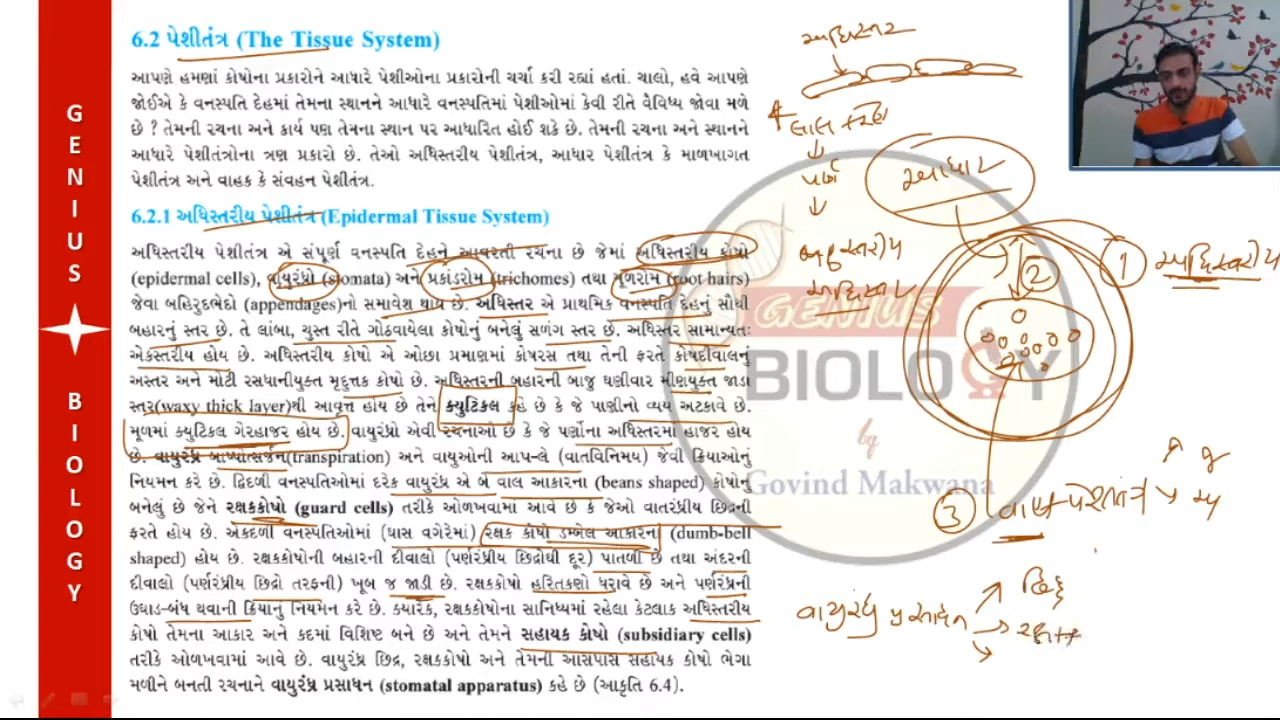 GENIUS BIOLOGY
6.2 પેશીતંત્ર (The Tissue System)
આપણે હમણાં કોષોના પ્રકારોને આધારે પેશીઓના પ્રકારોની ચર્ચા કરી રહ્યાં હતાં. ચાલો, હવે આપણે
જોઈએ કે વનસ્પતિ દેહમાં તેમના સ્થાનને આધારે વનસ્પતિમાં પેશીઓમાં કેવી રીતે વૈવિધ્ય જોવા મળે
છે ? તેમની રચના અને કાર્ય પણ તેમના સ્થાન પર આધારિત હોઈ શકે છે. તેમની રચના અને સ્થાનને
આધારે પેશીતંત્રોના ત્રણ પ્રકારો છે. તેઓ અધિસ્તરીય પેશીતંત્ર, આધાર પેશીતંત્ર કે માળખાગત
પેશીતંત્ર અને વાહક કે સંવહન પેશીતંત્ર.
6.2.1 અધિસ્તરીય પેશીતંત્ર (Epidermal Tissue System)
અધિસ્તરીય પેશીતંત્ર એ સંપૂર્ણ વનસ્પતિ દેહને આવરતી રચના છે જેમાં અધિસ્તરીય કોષો
(epidermal cells), વાયુરંધ્રો (stomata) અને પ્રકાંડરોમ (trichomes) તથા મૂળરોમ (root hairs)
જેવા બહિરુદભેદો (appendages)નો સમાવેશ થાય છે. અધિસ્તર એ પ્રાથમિક વનસ્પતિ દેહનું સૌથી
બહારનું સ્તર છે. તે લાંબા, ચુસ્ત રીતે ગોઠવાયેલા કોષોનું બનેલું સળંગ સ્તર છે. અધિસ્તર સામાન્યતઃ
એકસ્તરીય હોય છે. અધિસ્તરીય કોષો એ ઓછા પ્રમાણમાં કોષરસ તથા તેની ફરતે કોષદીવાલનું
અસ્તર અને મોટી રસધાનીયુક્ત મૃદુત્તક કોષો છે. અધિસ્તરની બહારની બાજુ ઘણીવાર મીણયુક્ત જાડા
સ્તર(waxy thick layer)થી આવૃત્ત હોય છે તેને ક્યુટિકલ કહે છે કે જે પાણીનો વ્યય અટકાવે છે.
મૂળમાં ક્યુટિકલ ગેરહાજર હોય છે. વાયુરંધ્રો એવી રચનાઓ છે કે જે પર્ણોના અધિસ્તરમાં હાજર હોય
છે. વાયુરંધ્ર બાષ્પોત્સર્જન(transpiration) અને વાયુઓની આપ-લે (વાતવિનિમય) જેવી ક્રિયાઓનું
નિયમન કરે છે. દ્વિદળી વનસ્પતિઓમાં દરેક વાયુરંધ્ર એ બે વાલ આકારના (beans shaped) કોષોનું
બનેલું છે જેને રક્ષકકોષો (guard cells) તરીકે ઓળખવામાં આવે છે કે જેઓ વાતરંધ્રીય છિદ્રની
ફરતે હોય છે. એકદળી વનસ્પતિઓમાં (ઘાસ વગેરેમાં) રક્ષક કોષો ડમ્બેલ આકારના (dumb-bell
shaped) હોય છે. રક્ષકકોષોની બહારની દીવાલો (પર્ણરંધ્રીય છિદ્રોથી દૂર) પાતળી છે તથા અંદરની
દીવાલો (પર્ણરંધ્રીય છિદ્રો તરફની) ખૂબ જ જાડી છે. રક્ષકકોષો હરિતકણો ધરાવે છે અને પર્ણરંધ્રની
ઉઘાડ-બંધ થવાની ક્રિયાનું નિયમન કરે છે. ક્યારેક, રક્ષકકોષોના સાનિધ્યમાં રહેલા કેટલાક અધિસ્તરીય
કોષો તેમના આકાર અને કદમાં વિશિષ્ટ બને છે અને તેમને સહાયક કોષો (subsidiary cells)
તરીકે ઓળખવામાં આવે છે. વાયુરંધ્ર છિદ્ર, રક્ષકકોષો અને તેમની આસપાસ સહાયક કોષો ભેગા
મળીને બનતી રચનાને વાયુરંધ્ર પ્રસાધન (stomatal apparatus) કહે છે (આકૃતિ 6.4).
અધિસ્તર
પર્ણ
બહુસ્તરીય
અધિસ્તર
આધાર
1 અધિસ્તરીય
2
GENIUS
BIOLOGY
by
Govind Makwana
3 વાહક પેશીતંત્ર
વાયુરંધ્ર પ્રસાધન
છિદ્ર